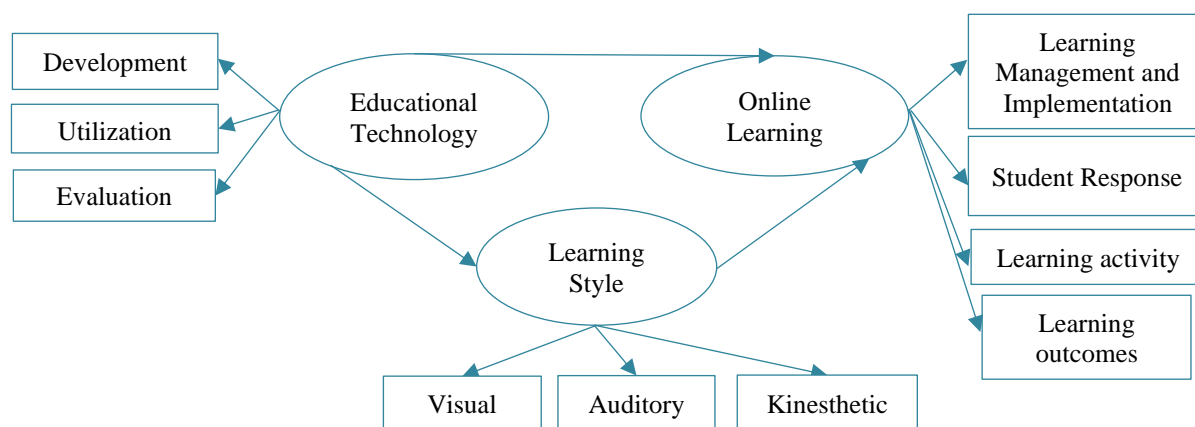 Development
Utilization
Evaluation
Educational
Technology
Online
Learning
Learning
Style
Learning
Management and
Implementation
Student Response
Learning activity
Learning
outcomes
Visual
Auditory
Kinesthetic